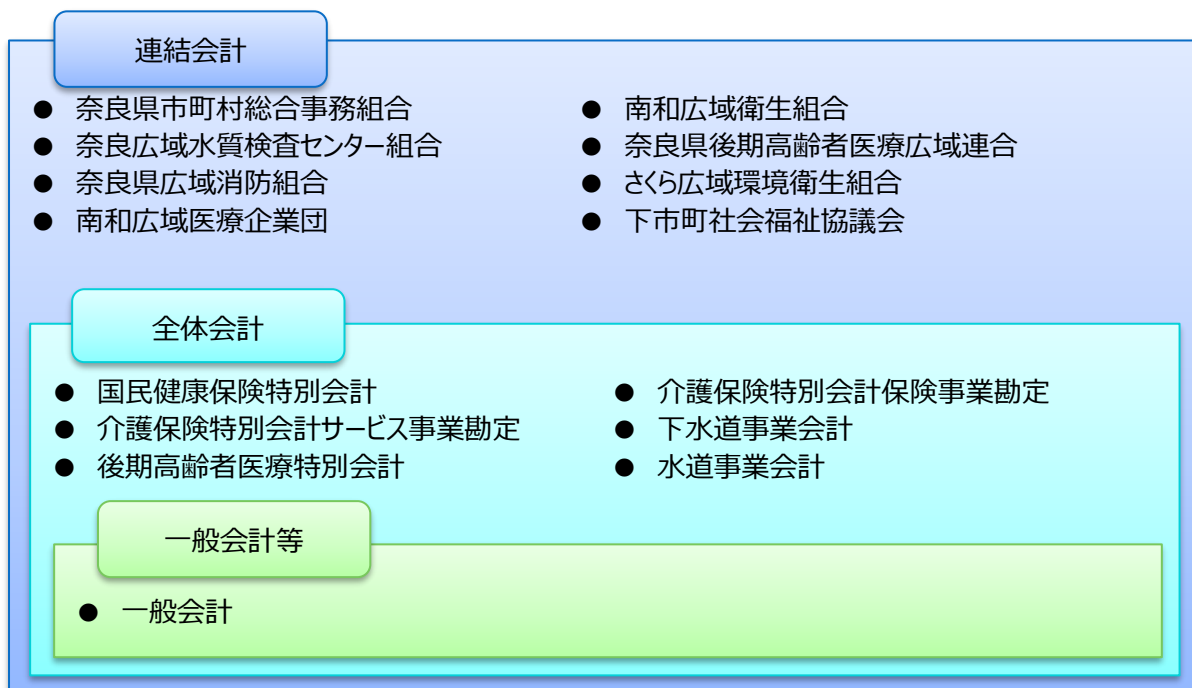 連結会計
● 奈良県市町村総合事務組合
● 奈良広域水質検査センター組合
● 奈良県広域消防組合
● 南和広域医療企業団
● 南和広域衛生組合
● 奈良県後期高齢者医療広域連合
● さくら広域環境衛生組合
● 下市町社会福祉協議会
全体会計
● 国民健康保険特別会計
● 介護保険特別会計サービス事業勘定
● 後期高齢者医療特別会計
● 介護保険特別会計保険事業勘定
● 下水道事業会計
● 水道事業会計
一般会計等
● 一般会計